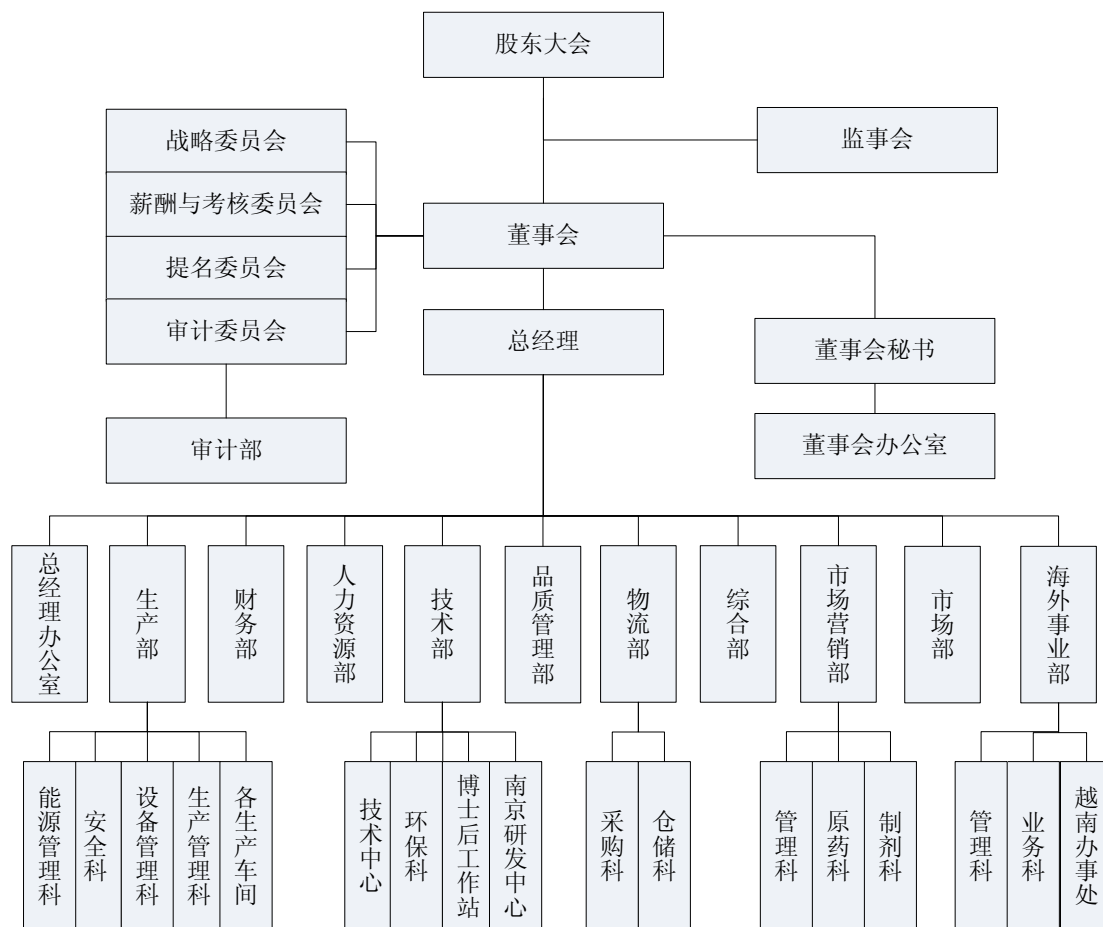 股东大会
战略委员会
监事会
薪酬与考核委员会
董事会
提名委员会
审计委员会
总经理
董事会秘书
审计部
董事会办公室
总经理办公室
生产部
财务部
人力资源部
技术部
品质管理部
物流部
综合部
市场营销部
市场部
海外事业部
能源管理科
安全科
设备管理科
生产管理科
各生产车间
技术中心
环保科
博士后工作站
南京研发中心
采购科
仓储科
管理科
原药科
制剂科
管理科
业务科
越南办事处